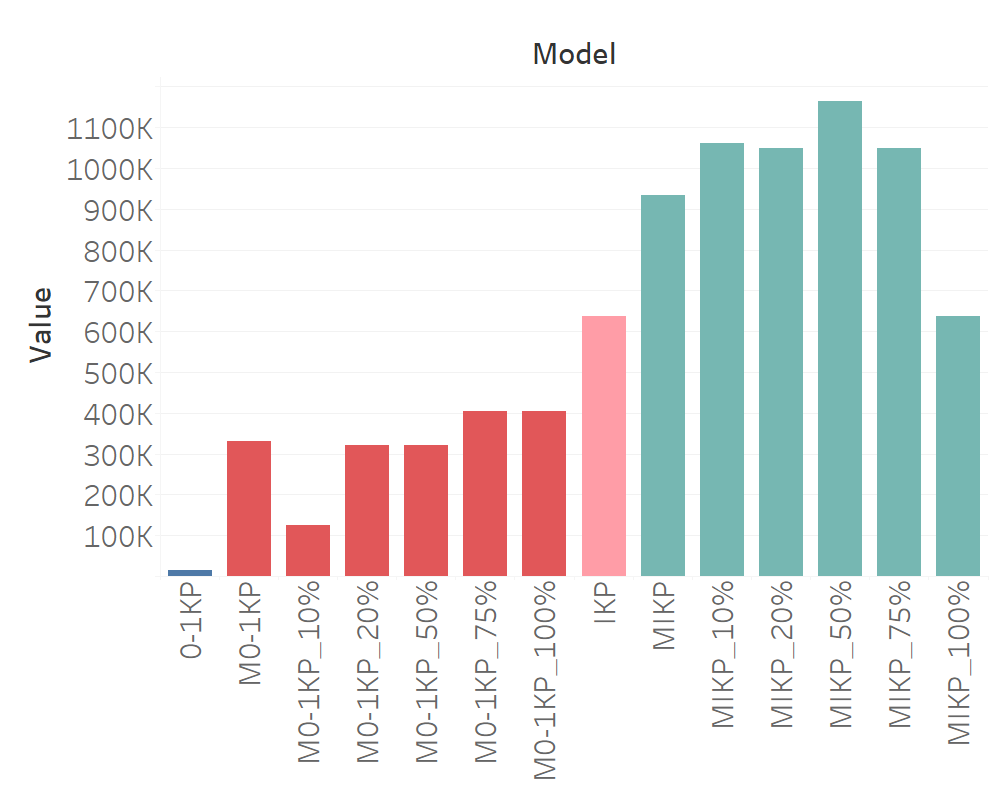 Model
Value
1100K
1000K
900K
800K
700K
600K
500K
400K
300K
200K
100K
0-1KP
M0-1KP
M0-1KP_10%
M0-1KP_20%
M0-1KP_50%
M0-1KP_75%
M0-1KP_100%
IKP
MIKP
MIKP_10%
MIKP_20%
MIKP_50%
MIKP_75%
MIKP_100%